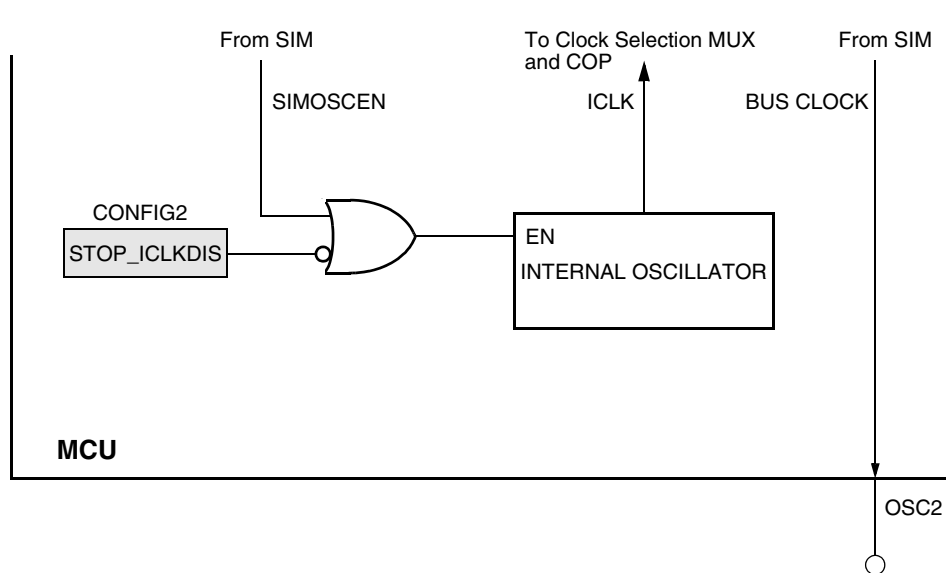 From SIM
To Clock Selection MUX
and COP
From SIM
SIMOSCEN
ICLK
BUS CLOCK
CONFIG2
STOP_ICLKDIS
EN
INTERNAL OSCILLATOR
MCU
OSC2